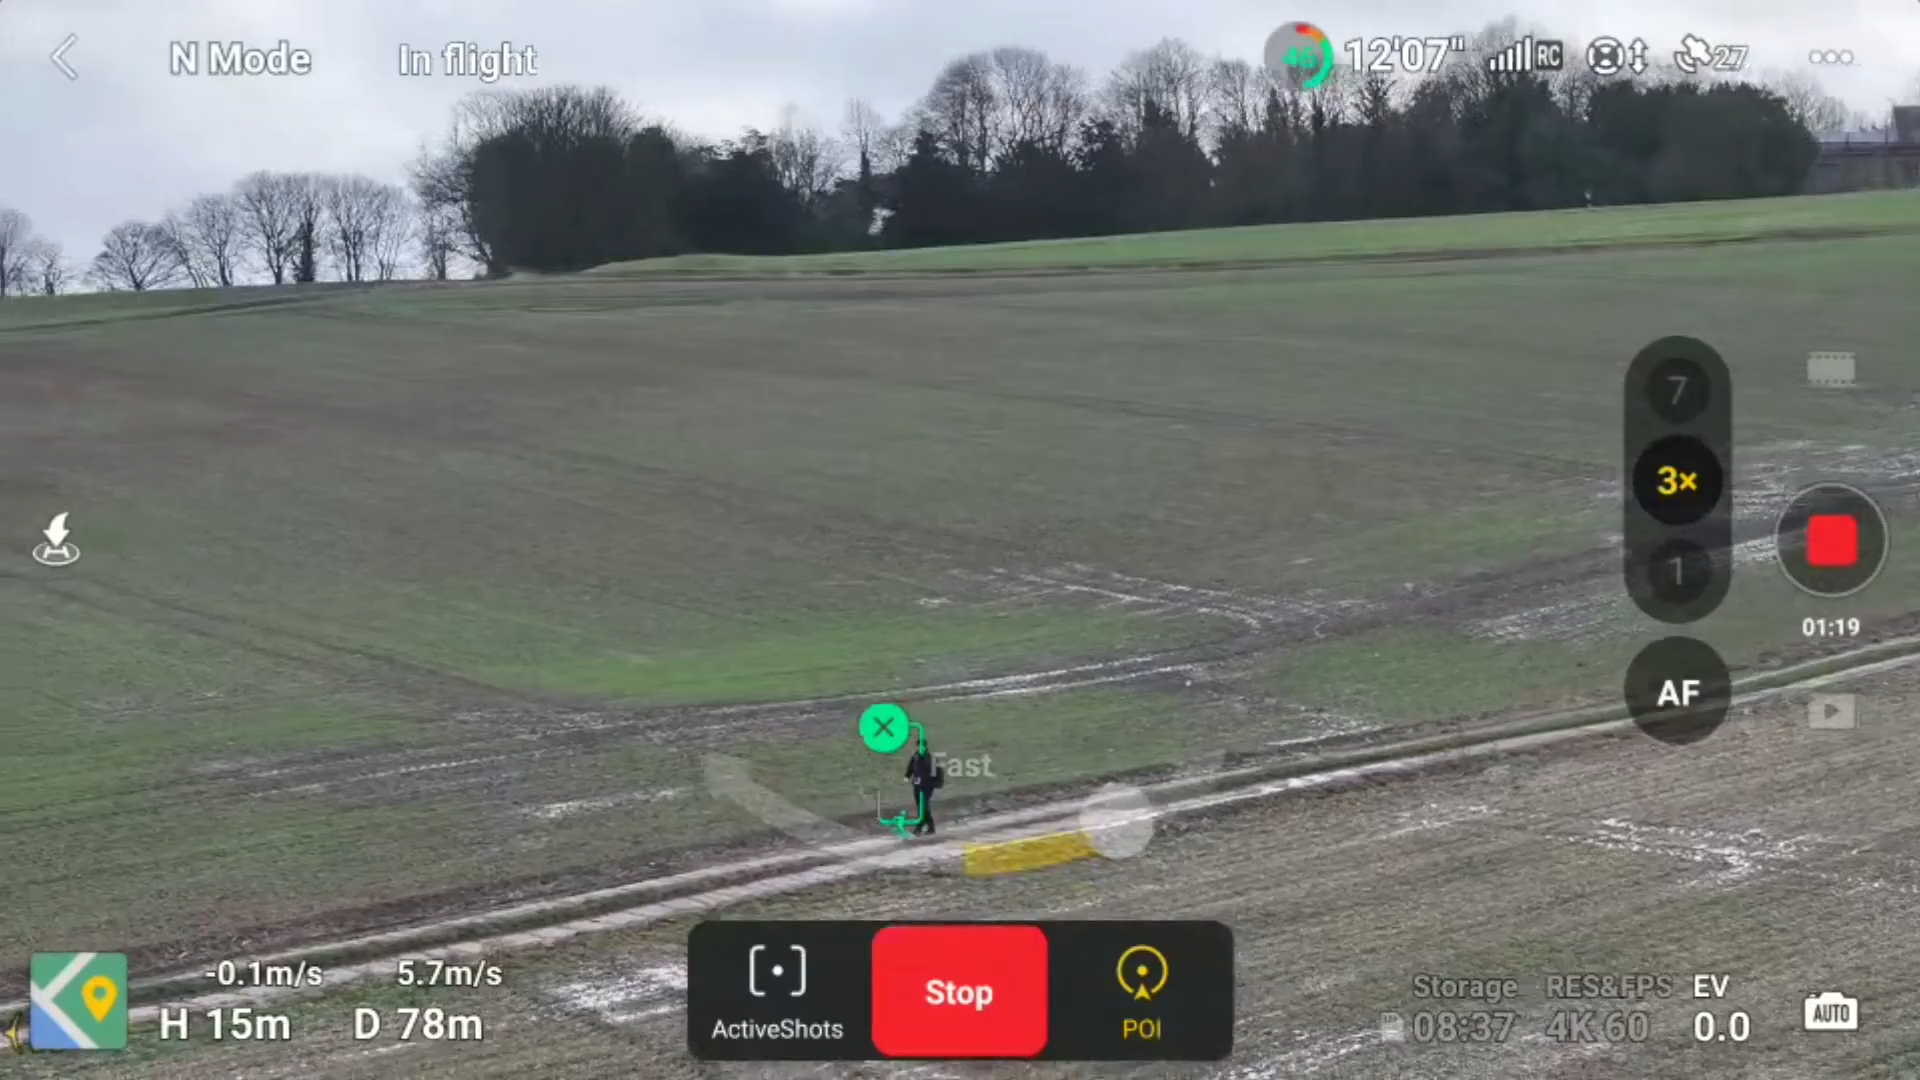 N Mode
In flight
46
12'07"
RC
27
7
3×
1
01:19
AF
Fast
-0.1m/s
5.7m/s
H 15m
D 78m
ActiveShots
Stop
POI
Storage
08:37
RES&FPS
4K 60
EV
0.0
AUTO